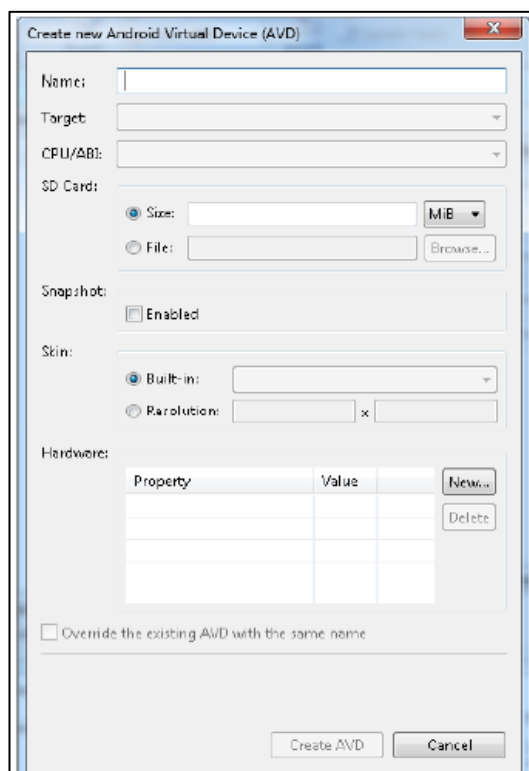 Create new Android Virtual Device (AVD)
Name:
Target:
CPU/ABI:
SD Card:
Size: MiB
File: Browse...
Snapshot:
Enabled
Skin:
Built-in:
Resolution: x
Hardware:
Property Value New...
Delete
Override the existing AVD with the same name
Create AVD Cancel